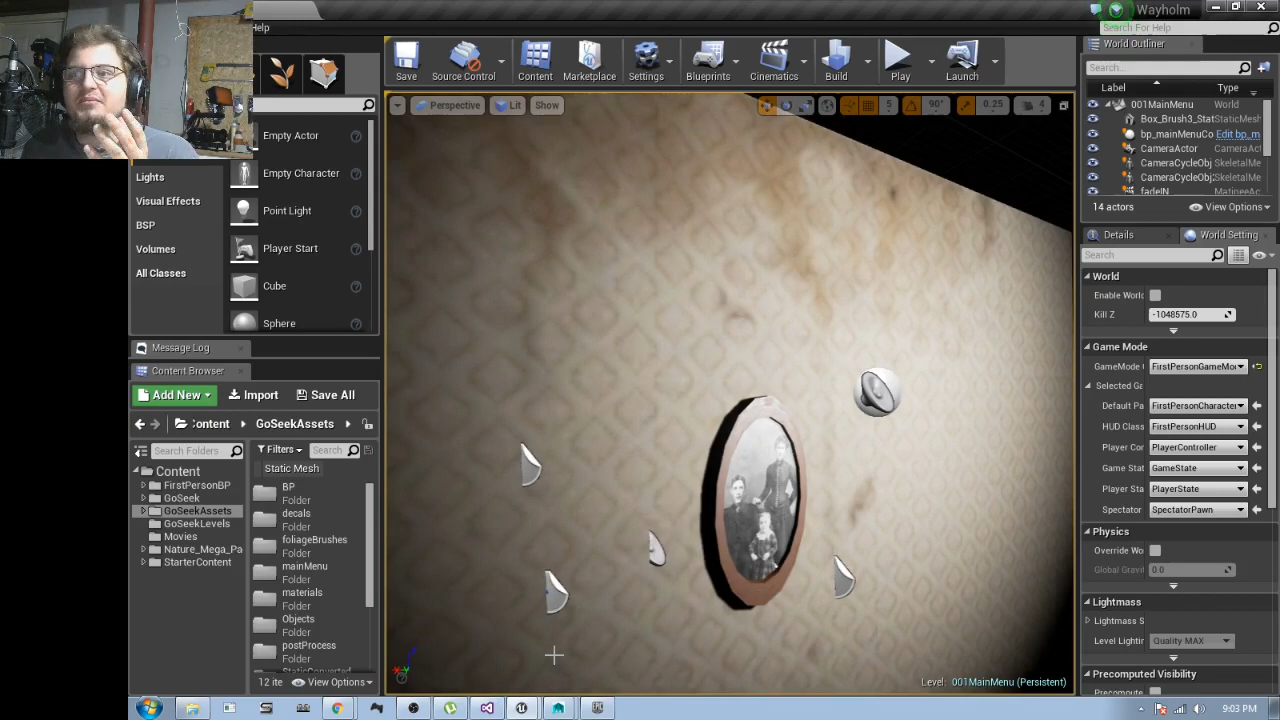 Help
Wayholm
Search For Help
World Outliner
Save
Source Control
Content
Marketplace
Settings
Blueprints
Cinematics
Build
Play
Launch
Search...
Label
Type
Perspective
Lit
Show
5
90°
0.25
4
001MainMenu World
Box_Brush3_Stat StaticMesh
bp_mainMenuCo Edit bp_m
CameraActor CameraAct
CameraCycleObj SkeletalMe
CameraCycleObj SkeletalMe
fadeIN MatineeAc
14 actors
View Options
Empty Actor
Empty Character
Lights
Visual Effects
Point Light
BSP
Player Start
Volumes
All Classes
Cube
Sphere
Details
World Setting
Search
World
Enable World
Kill Z
-1048575.0
Game Mode
GameMode
FirstPersonGameMo
Selected Ga
Default Pa
FirstPersonCharacter
HUD Class
FirstPersonHUD
Player Con
PlayerController
Game Stat
GameState
Player Sta
PlayerState
Spectator
SpectatorPawn
Physics
Override Wo
Global Gravit
0.0
Lightmass
Lightmass S
Level Lightin
Quality MAX
Precomputed Visibility
Precompute
Message Log
Content Browser
Add New
Import
Save All
Content
GoSeekAssets
Search Folders
Filters
Search
Static Mesh
Content
FirstPersonBP
GoSeek
GoSeekAssets
GoSeekLevels
Movies
Nature_Mega_Pa
StarterContent
BP
Folder
decals
Folder
foliageBrushes
Folder
mainMenu
Folder
materials
Folder
Objects
Folder
postProcess
Folder
12 ite
View Options
Level: 001MainMenu (Persistent)
9:03 PM